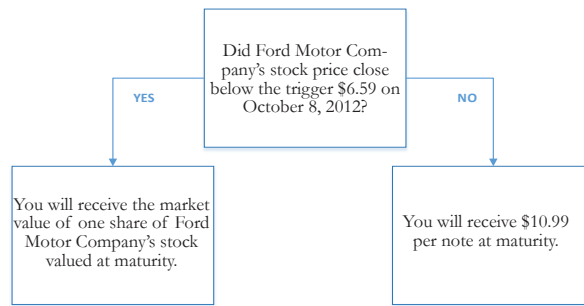 Did Ford Motor Com-
pany's stock price close
below the trigger $6.59 on
October 8, 2012?
YES
NO
You will receive the market
value of one share of Ford
Motor Company's stock
valued at maturity.
You will receive $10.99
per note at maturity.